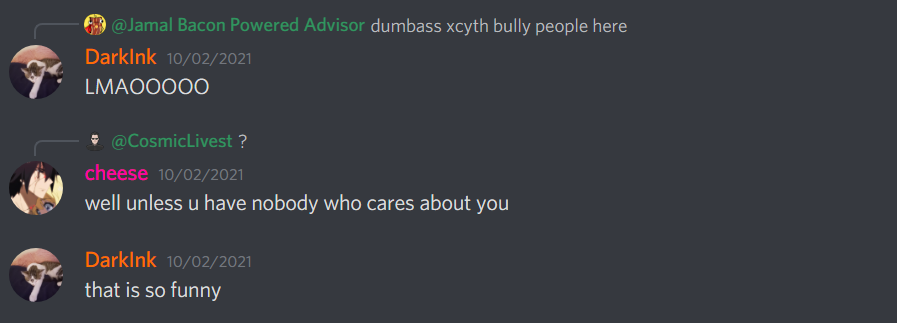 @Jamal Bacon Powered Advisor dumbass xcyth bully people here
DarkInk 10/02/2021
LMAOOOOO
@CosmicLivest ?
cheese 10/02/2021
well unless u have nobody who cares about you
DarkInk 10/02/2021
that is so funny